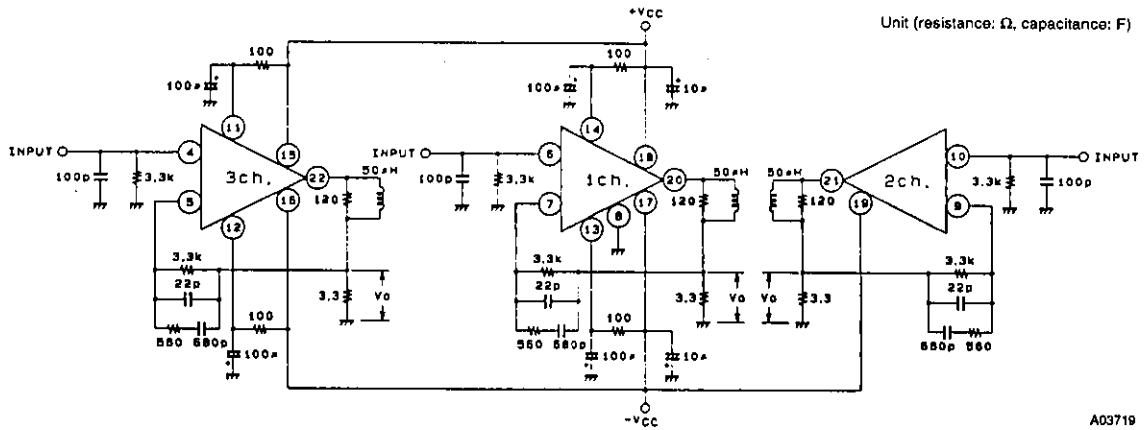 Unit (resistance: Ω, capacitance: F)
+VCC
100
100
100μ
100μ
10μ
11
14
INPUT
4
15
INPUT
6
18
10
INPUT
100p
3.3k
3ch.
22
50μH
100p
3.3k
1ch.
20
50μH
50μH
21
2ch.
3.3k
100p
5
16
120
7
17
120
120
19
9
12
13
8
3.3k
3.3k
3.3k
22p
3.3
Vo
22p
3.3
Vo
Vo
3.3
22p
100
100
560
680p
560
680p
100μ
100μ
10μ
560
-VCC
A03719